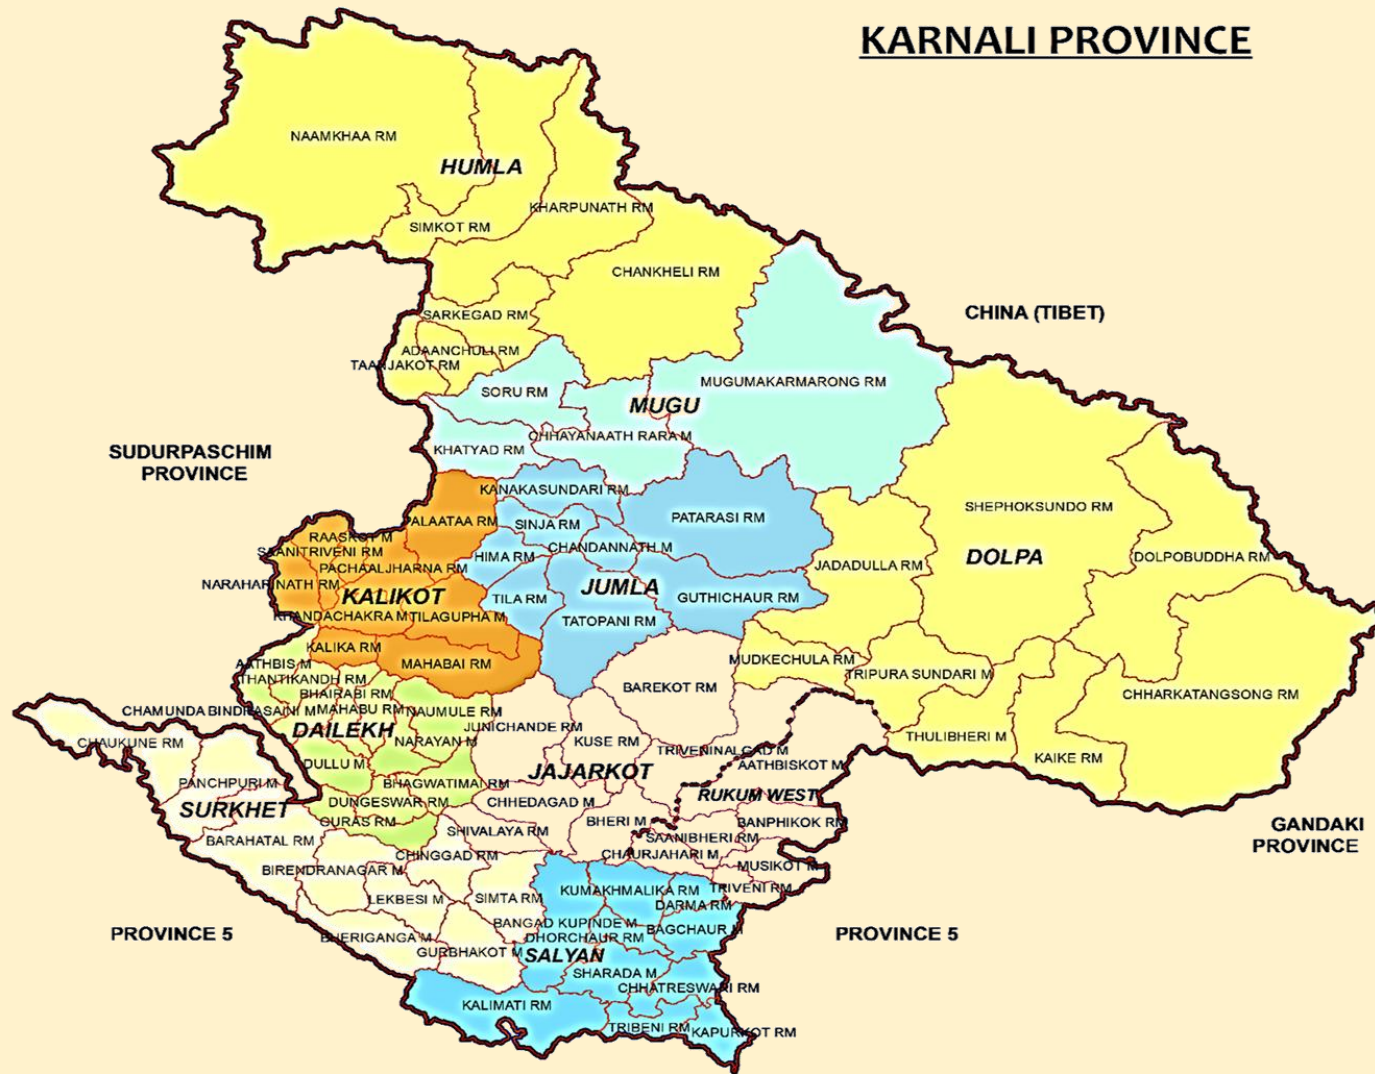 KARNALI PROVINCE
NAAMKHAA RM
HUMLA
KHARPUNATH RM
SIMKOT RM
CHANKHELI RM
CHINA (TIBET)
SARKEGAD RM
ADAANCHULI RM
TAANJAKOT RM
MUGUMAKARMARONG RM
SORU RM
MUGU
CHHAYANAATH RARA M
KHATYAD RM
SUDURPASCHIM
PROVINCE
KANAKASUNDARI RM
SHEPHOKSUNDO RM
PALAATAA RM
SINJA RM
PATARASI RM
RAASKOT M
SAANITRIVENI RM
HIMA RM
CHANDANNATH M
DOLPA
DOLPOBUDDHA RM
JADADULLA RM
PACHAALJHARNA RM
NARAHARINATH RM
KALIKOT
JUMLA
TILA RM
GUTHICHAUR RM
KHANDACHAKRA M
TILAGUPHA M
TATOPANI RM
KALIKA RM
AATHBIS M
MAHABAI RM
MUDKECHULA RM
TRIPURA SUNDARI M
THANTIKANDH RM
BHAIRABI RM
BAREKOT RM
CHHARKATANGSONG RM
CHAMUNDA BINDRASAINI M
MAHABU RM
NAUMULE RM
JUNICHANDE RM
DAILEKH
NARAYAN M
KUSE RM
TRIVENINALGAD M
THULIBHERI M
KAIKE RM
CHAUKUNE RM
DULLU M
JAJARKOT
AATHBISKOT M
PANCHPURI M
BHAGWATIMAI RM
RUKUM WEST
SURKHET
DUNGESWAR RM
CHHEDAGAD M
GURAS RM
BHERI M
BANPHIKOK RM
GANDAKI
PROVINCE
BARAHATAL RM
SHIVALAYA RM
SAANIBHERI RM
CHINGGAD RM
CHAURJAHARI M
MUSIKOT M
BIRENDRANAGAR M
TRIVENI RM
LEKBESI M
SIMTA RM
KUMAKHMALIKA RM
DARMA RM
BANGAD KUPINDE M
BAGCHAUR M
PROVINCE 5
BHERIGANGA M
DHORCHAUR RM
PROVINCE 5
GURBHAKOT M
SALYAN
SHARADA M
CHHATRESWARI RM
KALIMATI RM
TRIBENI RM
KAPURKOT RM